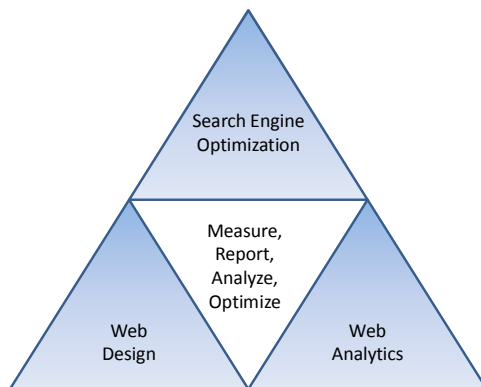 Search Engine
Optimization
Measure,
Report,
Analyze,
Optimize
Web
Design
Web
Analytics